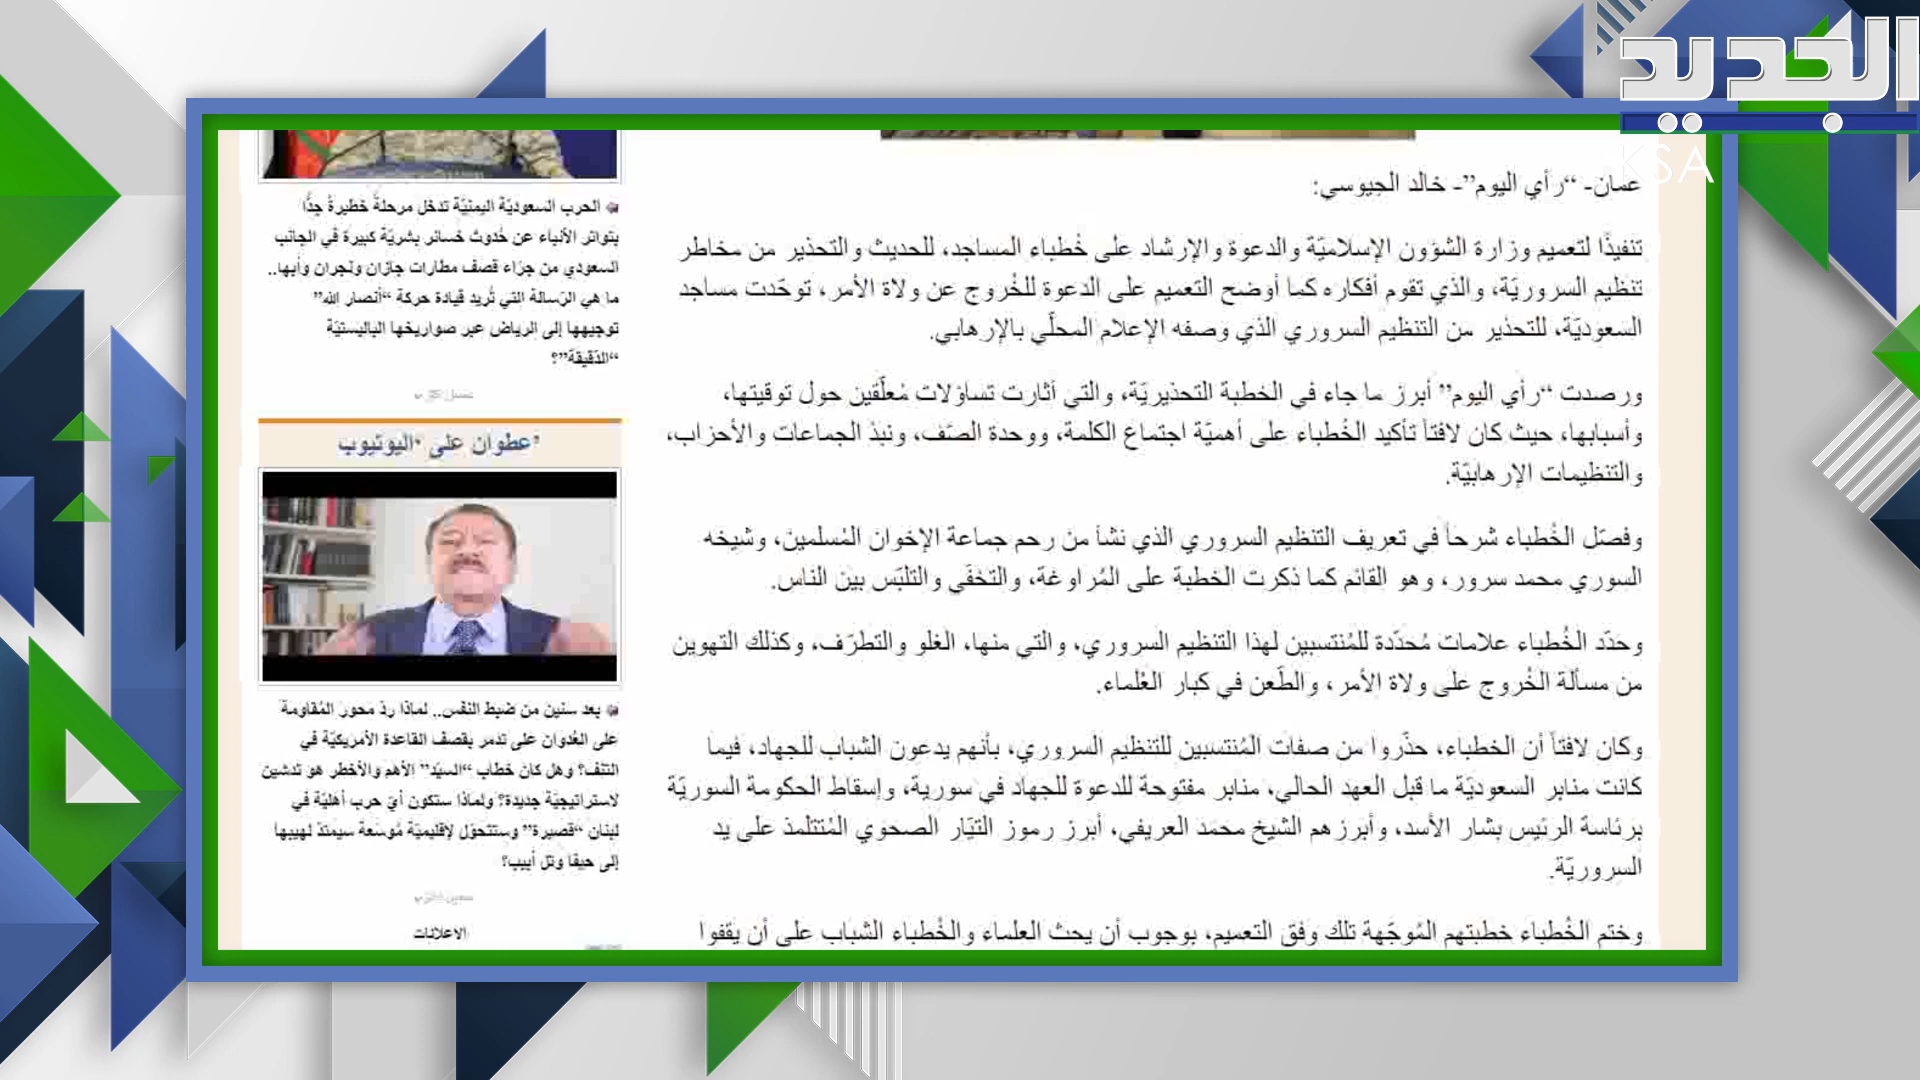 الجديد
KSA
عمان- “رأي اليوم”- خالد الجيوسي:
تنفيذًا لتعميم وزارة الشؤون الإسلاميّة والدعوة والإرشاد على خُطباء المساجد، للحديث والتحذير من مخاطر
تنظيم السروريّة، والذي تقوم أفكاره كما أوضح التعميم على الدعوة للخُروج عن ولاة الأمر، توحّدت مساجد
السعوديّة، للتحذير من التنظيم السروري الذي وصفه الإعلام المحلّي بالإرهابي.
ورصدت “رأي اليوم” أبرز ما جاء في الخطبة التحذيريّة، والتي أثارت تساؤلات مُعلّقين حول توقيتها،
وأسبابها، حيث كان لافتاً تأكيد الخُطباء على أهميّة اجتماع الكلمة، ووحدة الصّف، ونبذ الجماعات والأحزاب،
والتنظيمات الإرهابيّة.
وفصّل الخُطباء شرحاً في تعريف التنظيم السروري الذي نشأ من رحم جماعة الإخوان المُسلمين، وشيخه
السوري محمد سرور، وهو القائم كما ذكرت الخطبة على المُراوغة، والتخفّي والتلبّس بين الناس.
وحدّد الخُطباء علامات مُحدّدة للمُنتسبين لهذا التنظيم السروري، والتي منها، الغلو والتطرّف، وكذلك التهوين
من مسألة الخُروج على ولاة الأمر، والطّعن في كبار العُلماء.
وكان لافتاً أن الخطباء، حذّروا من صفات المُنتسبين للتنظيم السروري، بأنهم يدعون الشباب للجهاد، فيما
كانت منابر السعوديّة ما قبل العهد الحالي، منابر مفتوحة للدعوة للجهاد في سورية، وإسقاط الحكومة السوريّة
برئاسة الرئيس بشار الأسد، وأبرزهم الشيخ محمد العريفي، أبرز رموز التيّار الصحوي المُتتلمذ على يد
السروريّة.
وختم الخُطباء خطبتهم المُوجّهة تلك وفق التعميم، بوجوب أن يحث العلماء والخُطباء الشباب على أن يقفوا
الحرب السعوديّة اليمنيّة تدخل مرحلةً خطيرةً جدًّا
بتواتر الأنباء عن حُدوث خسائر بشريّة كبيرة في الجانب
السعودي من جرّاء قصف مطارات جازان ونجران وأبها..
ما هي الرّسالة التي تُريد قيادة حركة “أنصار الله”
توجيهها إلى الرياض عبر صواريخها الباليستيّة
“الدّقيقة”؟
عطوان على اليوتيوب
بعد سنين من ضبط النفس.. لماذا ردّ محور المُقاومة
على العُدوان على تدمر بقصف القاعدة الأمريكيّة في
التنف؟ وهل كان خطاب “السيّد” الأهم والأخطر هو تدشين
لاستراتيجيّة جديدة؟ ولماذا ستكون أيّ حرب أهليّة في
لبنان “قصيرة” وستتحوّل لإقليميّة مُوسّعة سيمتدّ لهيبها
إلى حيفا وتل أبيب؟
الاعلانات